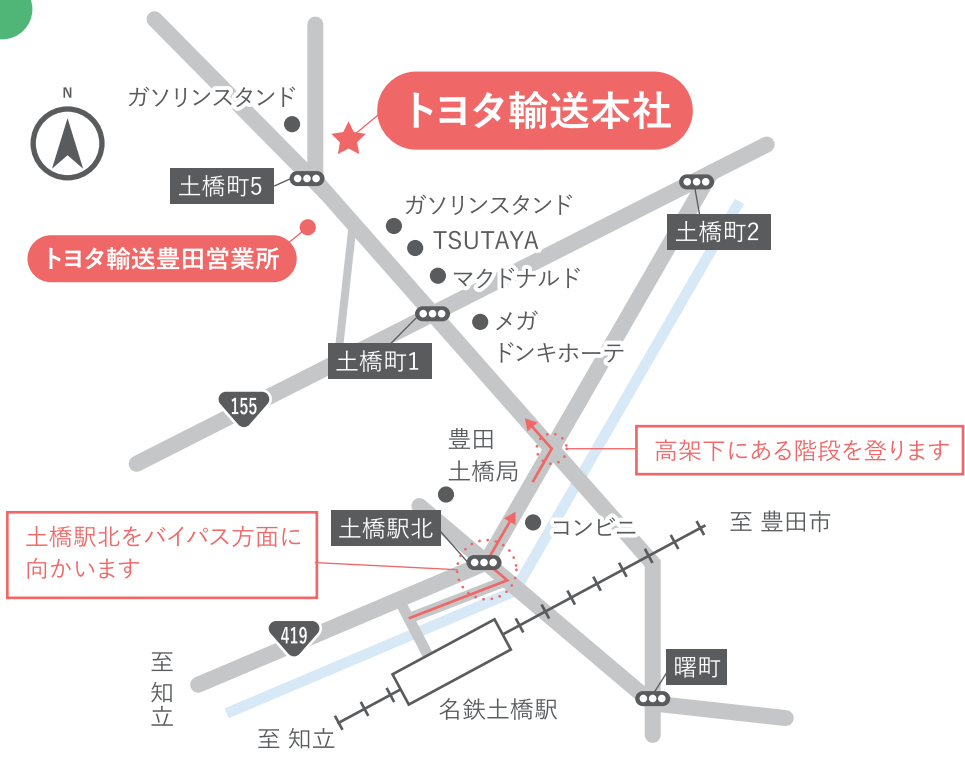 N
ガソリンスタンド
トヨタ輸送本社
土橋町5
ガソリンスタンド
土橋町2
TSUTAYA
トヨタ輸送豊田営業所
マクドナルド
メガ
ドンキホーテ
土橋町1
155
豊田
土橋局
高架下にある階段を登ります
土橋駅北
コンビニ
至 豊田市
土橋駅北をバイパス方面に
向かいます
419
至 知立
曙町
名鉄土橋駅
至 知立